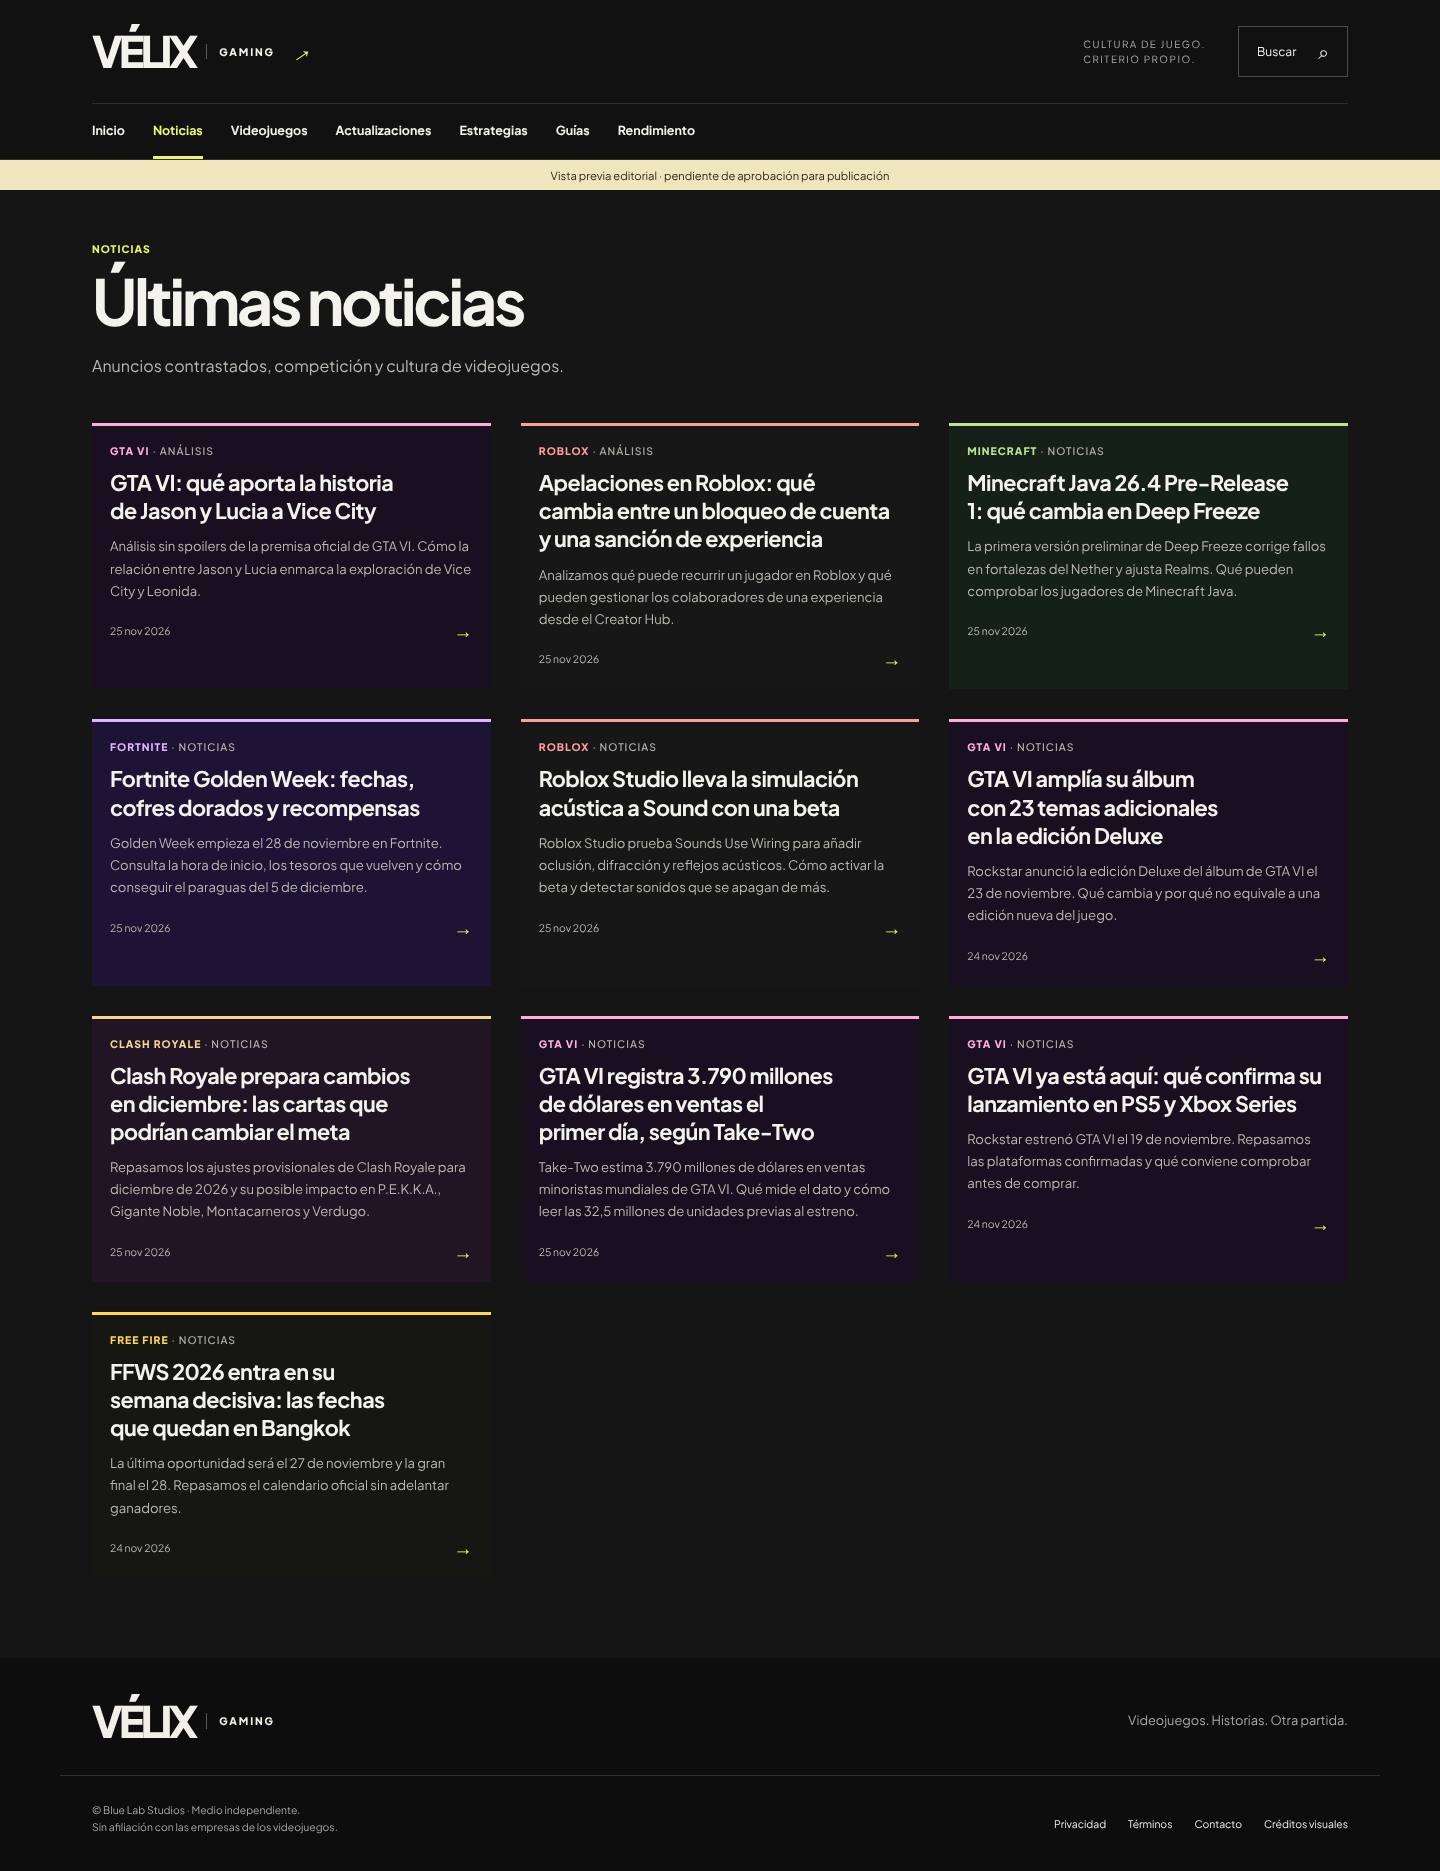 VÉLIX GAMING
CULTURA DE JUEGO.
CRITERIO PROPIO.
Buscar
Inicio Noticias Videojuegos Actualizaciones Estrategias Guías Rendimiento
Vista previa editorial · pendiente de aprobación para publicación
NOTICIAS
Últimas noticias
Anuncios contrastados, competición y cultura de videojuegos.
GTA VI · ANÁLISIS
GTA VI: qué aporta la historia
de Jason y Lucia a Vice City
Análisis sin spoilers de la premisa oficial de GTA VI. Cómo la
relación entre Jason y Lucia enmarca la exploración de Vice
City y Leonida.
25 nov 2026 →
ROBLOX · ANÁLISIS
Apelaciones en Roblox: qué
cambia entre un bloqueo de cuenta
y una sanción de experiencia
Analizamos qué puede recurrir un jugador en Roblox y qué
pueden gestionar los colaboradores de una experiencia
desde el Creator Hub.
25 nov 2026 →
MINECRAFT · NOTICIAS
Minecraft Java 26.4 Pre-Release
1: qué cambia en Deep Freeze
La primera versión preliminar de Deep Freeze corrige fallos
en fortalezas del Nether y ajusta Realms. Qué pueden
comprobar los jugadores de Minecraft Java.
25 nov 2026 →
FORTNITE · NOTICIAS
Fortnite Golden Week: fechas,
cofres dorados y recompensas
Golden Week empieza el 28 de noviembre en Fortnite.
Consulta la hora de inicio, los tesoros que vuelven y cómo
conseguir el paraguas del 5 de diciembre.
25 nov 2026 →
ROBLOX · NOTICIAS
Roblox Studio lleva la simulación
acústica a Sound con una beta
Roblox Studio prueba Sounds Use Wiring para añadir
oclusión, difracción y reflejos acústicos. Cómo activar la
beta y detectar sonidos que se apagan de más.
25 nov 2026 →
GTA VI · NOTICIAS
GTA VI amplía su álbum
con 23 temas adicionales
en la edición Deluxe
Rockstar anunció la edición Deluxe del álbum de GTA VI el
23 de noviembre. Qué cambia y por qué no equivale a una
edición nueva del juego.
24 nov 2026 →
CLASH ROYALE · NOTICIAS
Clash Royale prepara cambios
en diciembre: las cartas que
podrían cambiar el meta
Repasamos los ajustes provisionales de Clash Royale para
diciembre de 2026 y su posible impacto en P.E.K.K.A.,
Gigante Noble, Montacarneros y Verdugo.
25 nov 2026 →
GTA VI · NOTICIAS
GTA VI registra 3.790 millones
de dólares en ventas el
primer día, según Take-Two
Take-Two estima 3.790 millones de dólares en ventas
minoristas mundiales de GTA VI. Qué mide el dato y cómo
leer las 32,5 millones de unidades previas al estreno.
25 nov 2026 →
GTA VI · NOTICIAS
GTA VI ya está aquí: qué confirma su
lanzamiento en PS5 y Xbox Series
Rockstar estrenó GTA VI el 19 de noviembre. Repasamos
las plataformas confirmadas y qué conviene comprobar
antes de comprar.
24 nov 2026 →
FREE FIRE · NOTICIAS
FFWS 2026 entra en su
semana decisiva: las fechas
que quedan en Bangkok
La última oportunidad será el 27 de noviembre y la gran
final el 28. Repasamos el calendario oficial sin adelantar
ganadores.
24 nov 2026 →
VÉLIX GAMING
Videojuegos. Historias. Otra partida.
© Blue Lab Studios · Medio independiente.
Sin afiliación con las empresas de los videojuegos.
Privacidad Términos Contacto Créditos visuales